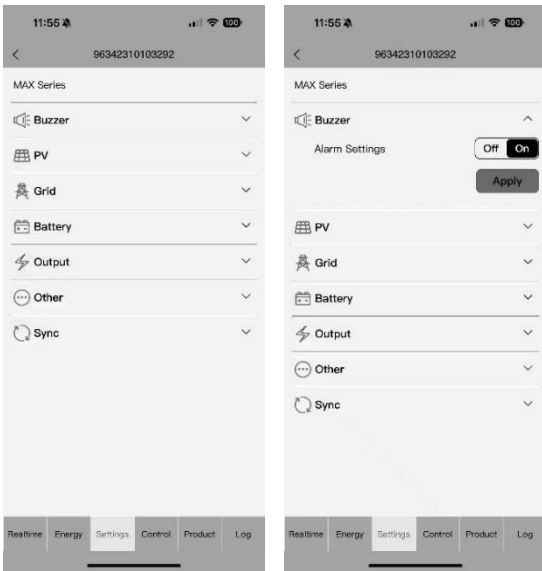 11:55
100
96342310103292
MAX Series
Buzzer
PV
Grid
Battery
Output
Other
Sync
Realtime Energy Settings Control Product Log
11:55
100
96342310103292
MAX Series
Buzzer
Alarm Settings Off On
Apply
PV
Grid
Battery
Output
Other
Sync
Realtime Energy Settings Control Product Log